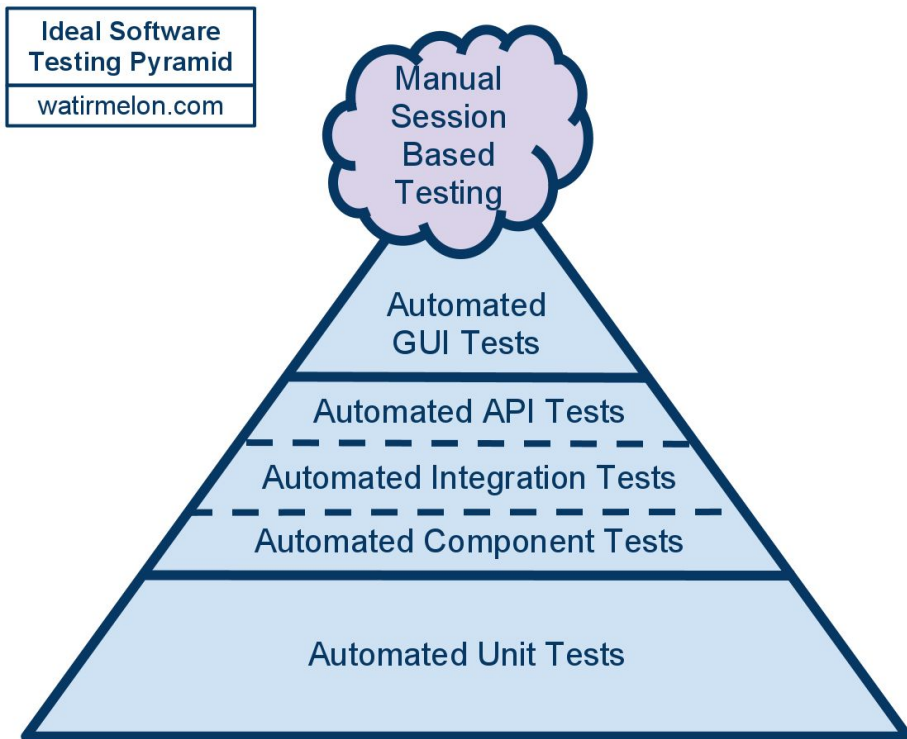 Ideal Software
Testing Pyramid
watirmelon.com
Manual
Session
Based
Testing
Automated
GUI Tests
Automated API Tests
Automated Integration Tests
Automated Component Tests
Automated Unit Tests